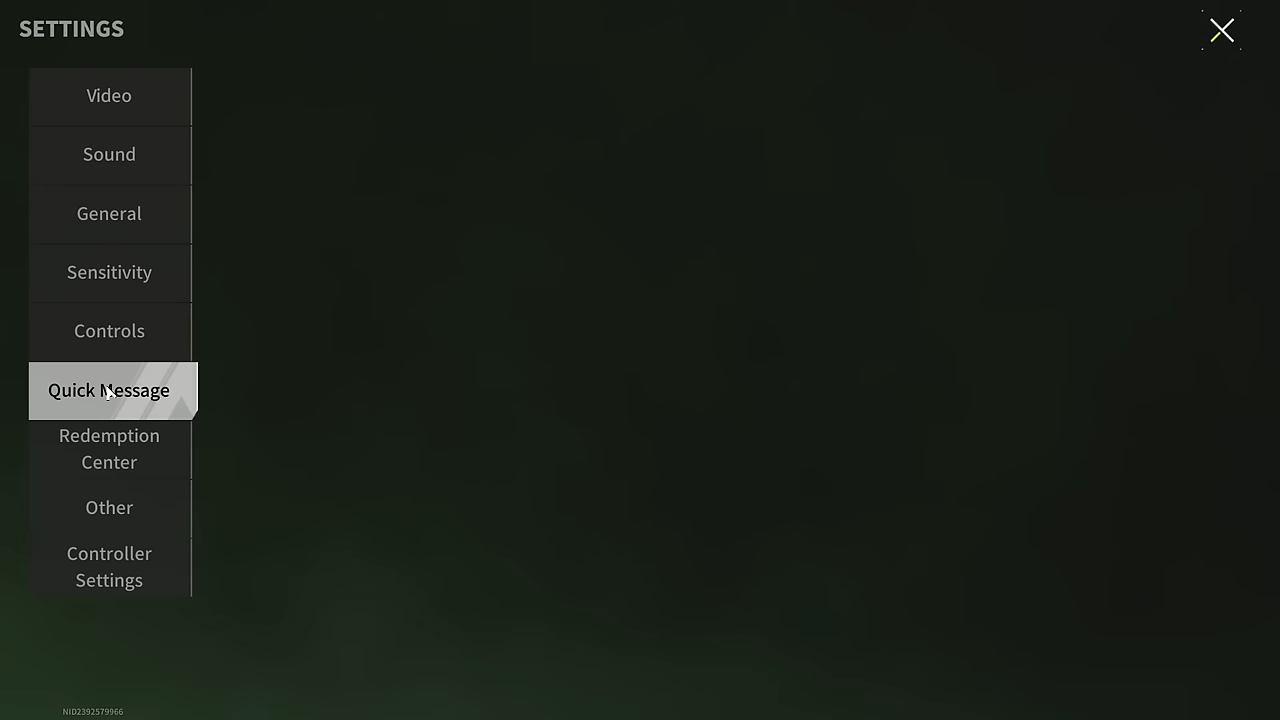 SETTINGS
Video
Sound
General
Sensitivity
Controls
Quick Message
Redemption
Center
Other
Controller
Settings
NID2392579966